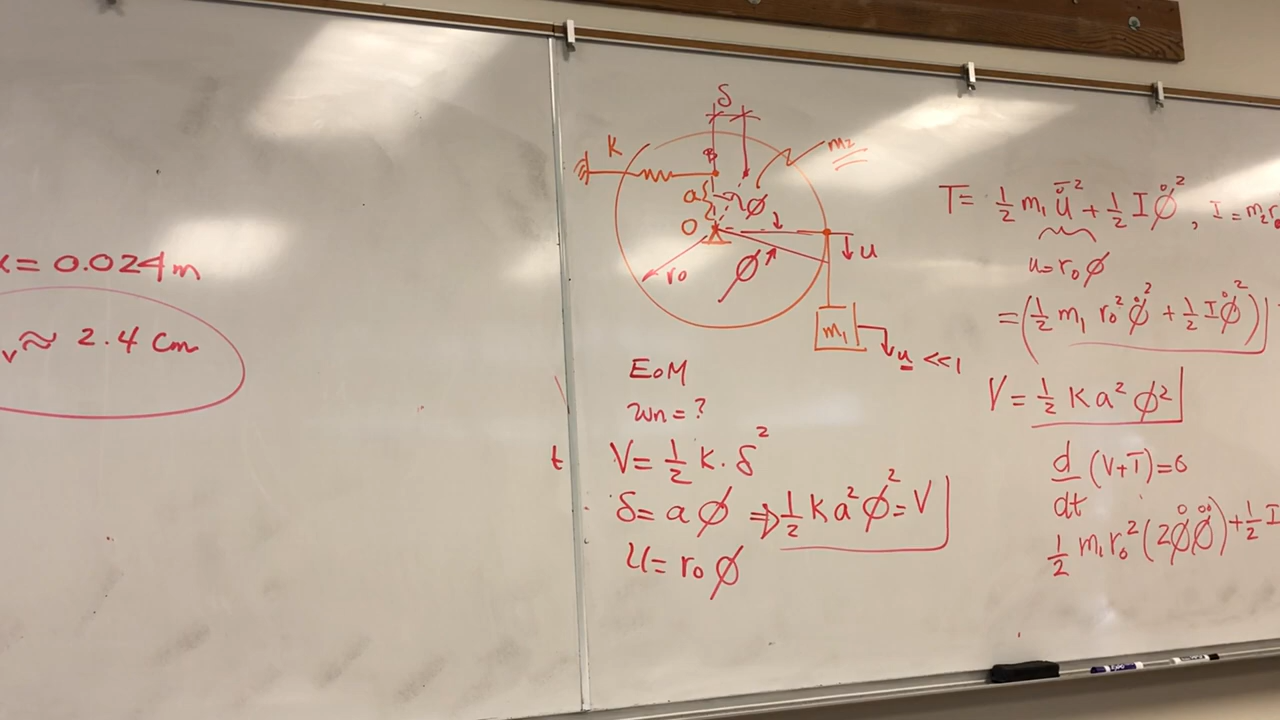 x = 0.024 m
v ≈ 2.4 cm
t
δ
K
m2
B
a
ϕ
O
u
r₀
ϕ
m₁
u << 1
EoM
wn = ?
V = ½ K · δ²
δ = a ϕ ⇒ ½ K a² ϕ² = V
U = r₀ ϕ
T = ½ m₁ u̇² + ½ I ϕ̇², I = m₂ r₀
u = r₀ ϕ
= (½ m₁ r₀² ϕ̇² + ½ I ϕ̇²)
V = ½ K a² ϕ²
d/dt (V+T) = 0
½ m₁ r₀² (2 ϕ̇ ϕ̈) + ½ I